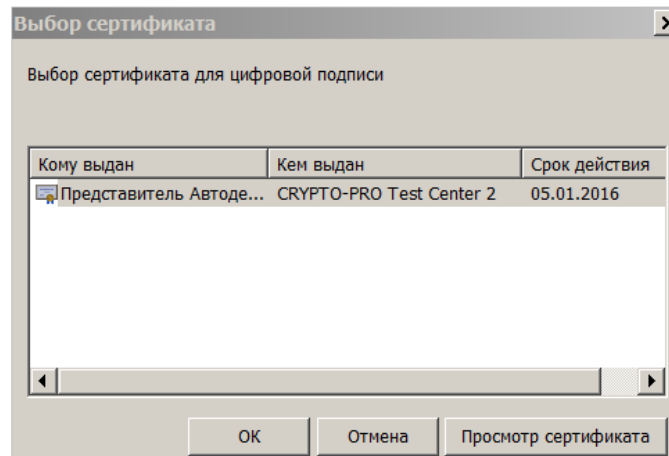 Выбор сертификата
Выбор сертификата для цифровой подписи
Кому выдан Кем выдан Срок действия
Представитель Автоде... CRYPTO-PRO Test Center 2 05.01.2016
ОК Отмена Просмотр сертификата